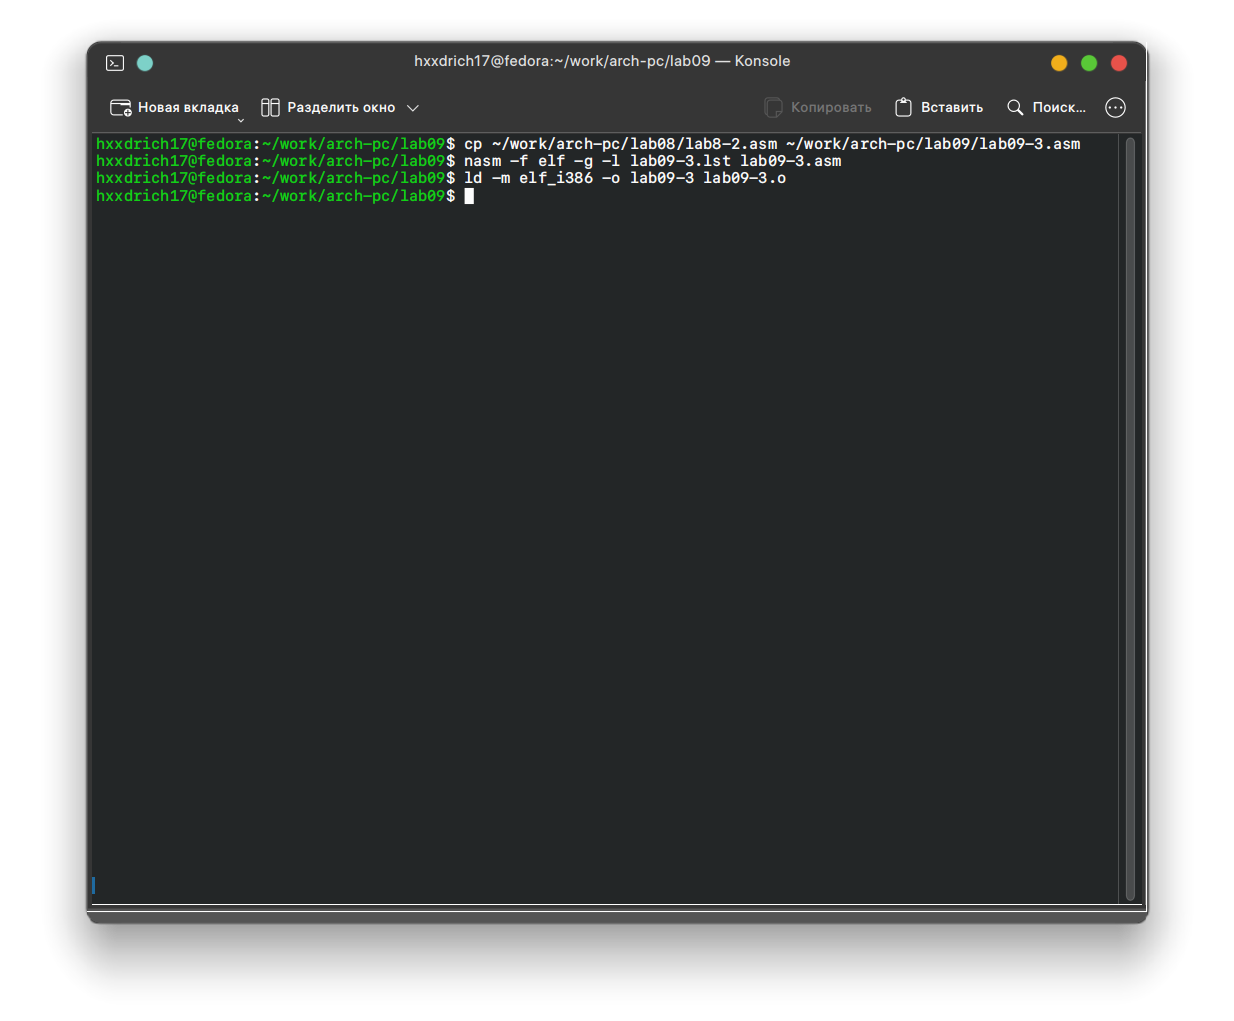 hxxdrich17@fedora:~/work/arch-pc/lab09 — Konsole
Новая вкладка Разделить окно Копировать Вставить Поиск...
hxxdrich17@fedora:~/work/arch-pc/lab09$ cp ~/work/arch-pc/lab08/lab8-2.asm ~/work/arch-pc/lab09/lab09-3.asm
hxxdrich17@fedora:~/work/arch-pc/lab09$ nasm -f elf -g -l lab09-3.lst lab09-3.asm
hxxdrich17@fedora:~/work/arch-pc/lab09$ ld -m elf_i386 -o lab09-3 lab09-3.o
hxxdrich17@fedora:~/work/arch-pc/lab09$